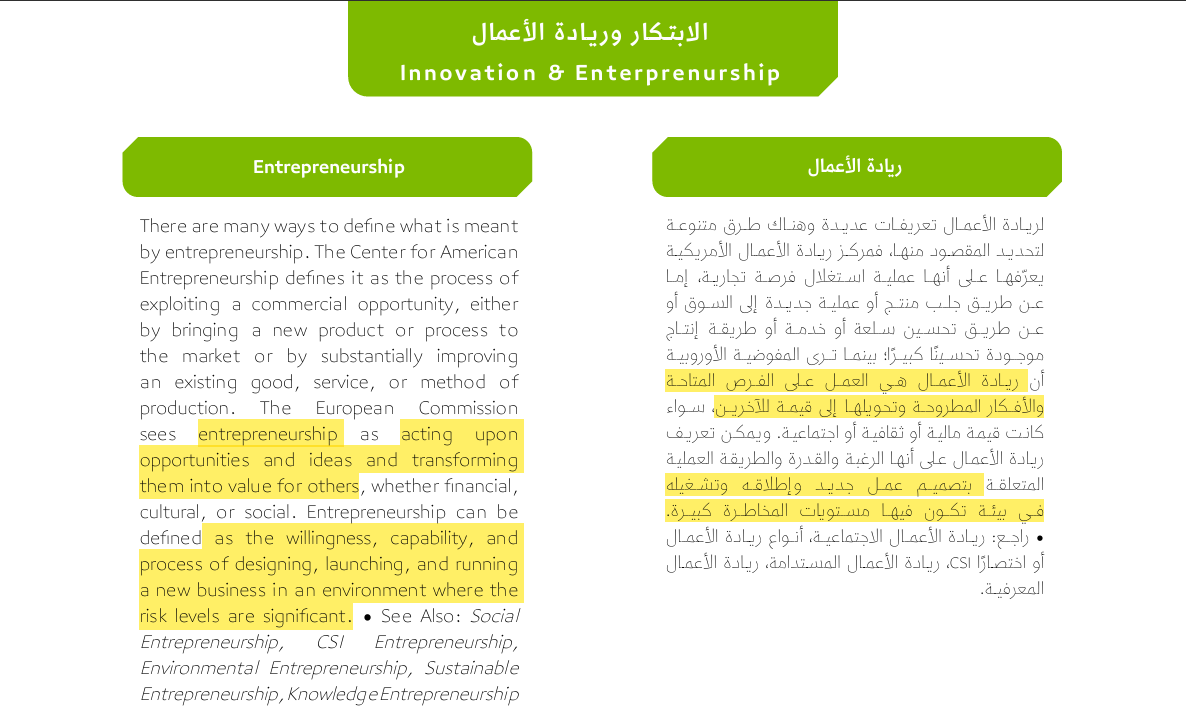 الابتكار وريادة الأعمال
Innovation & Enterprenurship
Entrepreneurship
There are many ways to define what is meant
by entrepreneurship. The Center for American
Entrepreneurship defines it as the process of
exploiting a commercial opportunity, either
by bringing a new product or process to
the market or by substantially improving
an existing good, service, or method of
production. The European Commission
sees entrepreneurship as acting upon
opportunities and ideas and transforming
them into value for others, whether financial,
cultural, or social. Entrepreneurship can be
defined as the willingness, capability, and
process of designing, launching, and running
a new business in an environment where the
risk levels are significant. • See Also: Social
Entrepreneurship, CSI Entrepreneurship,
Environmental Entrepreneurship, Sustainable
Entrepreneurship, Knowledge Entrepreneurship
ريادة الأعمال
لريادة الأعمال تعريفات عديدة وهناك طرق متنوعة
لتحديد المقصود منها، فمركز ريادة الأعمال الأمريكية
يعرّفها على أنها عملية استغلال فرصة تجارية، إما
عن طريق جلب منتج أو عملية جديدة إلى السوق أو
عن طريق تحسين سلعة أو خدمة أو طريقة إنتاج
موجودة تحسينًا كبيرًا؛ بينما ترى المفوضية الأوروبية
أن ريادة الأعمال هي العمل على الفرص المتاحة
والأفكار المطروحة وتحويلها إلى قيمة للآخرين، سواء
كانت قيمة مالية أو ثقافية أو اجتماعية. ويمكن تعريف
ريادة الأعمال على أنها الرغبة والقدرة والطريقة العملية
المتعلقة بتصميم عمل جديد وإطلاقه وتشغيله
في بيئة تكون فيها مستويات المخاطرة كبيرة.
• راجع: ريادة الأعمال الاجتماعية، أنواع ريادة الأعمال
أو اختصارًا CSI، ريادة الأعمال المستدامة، ريادة الأعمال
المعرفية.